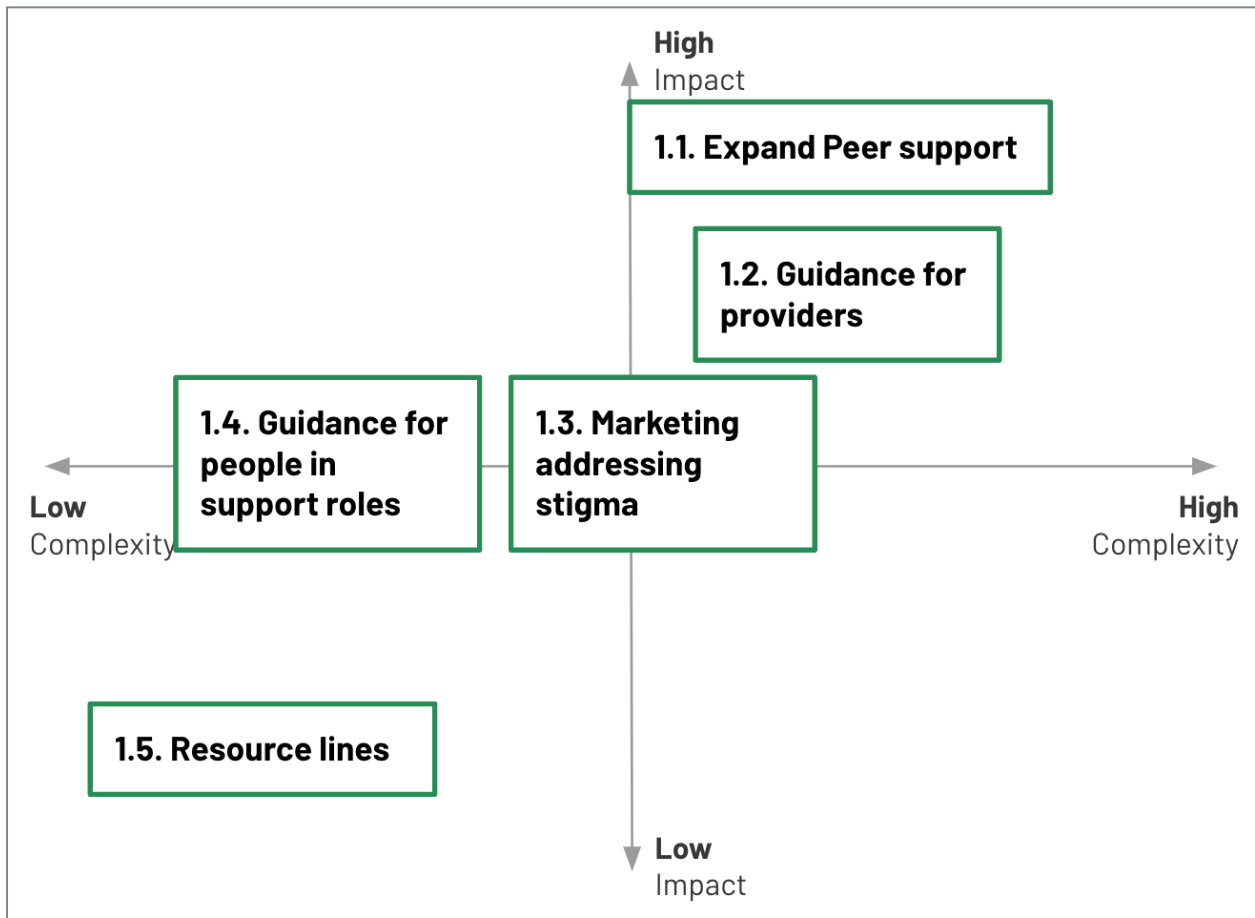 High
Impact
1.1. Expand Peer support
1.2. Guidance for
providers
1.4. Guidance for
people in
support roles
1.3. Marketing
addressing
stigma
Low
Complexity
High
Complexity
1.5. Resource lines
Low
Impact